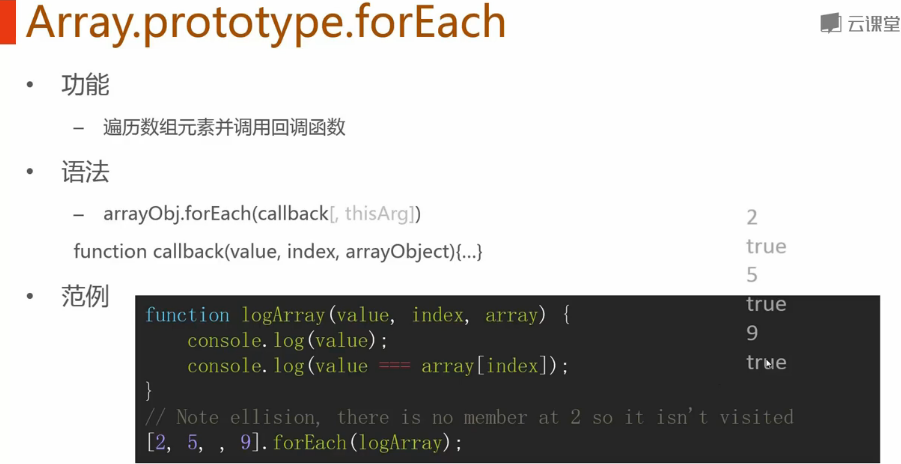 Array.prototype.forEach
云课堂
• 功能
– 遍历数组元素并调用回调函数
• 语法
– arrayObj.forEach(callback[, thisArg])
function callback(value, index, arrayObject){...}
• 范例
function logArray(value, index, array) {
console.log(value);
console.log(value === array[index]);
}
// Note ellision, there is no member at 2 so it isn't visited
[2, 5, , 9].forEach(logArray);
2
true
5
true
9
true